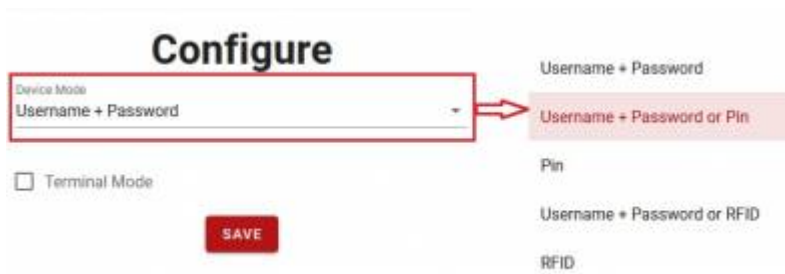 Configure
Device Mode
Username + Password
Terminal Mode
SAVE
Username + Password
Username + Password or Pin
Pin
Username + Password or RFID
RFID